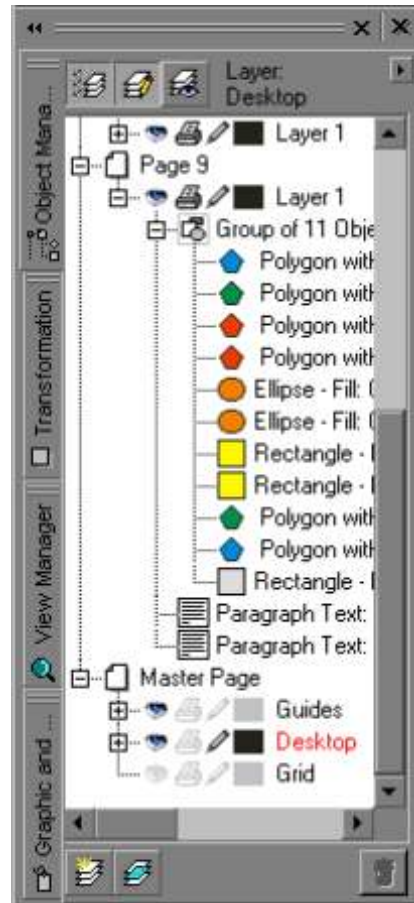 Layer:
Desktop
Layer 1
Page 9
Layer 1
Group of 11 Obje
Polygon with
Polygon with
Polygon with
Polygon with
Ellipse - Fill: (
Ellipse - Fill: (
Rectangle -
Rectangle -
Polygon with
Polygon with
Rectangle -
Paragraph Text:
Paragraph Text:
Master Page
Guides
Desktop
Grid
Object Mana...
Transformation
View Manager
Graphic and ...